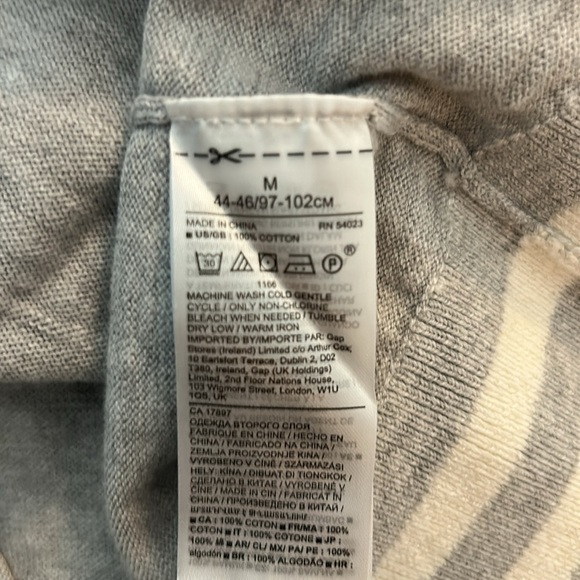 M
44-46/97-102CM
MADE IN CHINA RN 54023
■ US/GB : 100% COTTON
30 P ®
1166
MACHINE WASH COLD GENTLE
CYCLE / ONLY NON-CHLORINE
BLEACH WHEN NEEDED / TUMBLE
DRY LOW / WARM IRON
IMPORTED BY/IMPORTE PAR: Gap
Stores (Ireland) Limited c/o Arthur Cox,
10 Earlsfort Terrace, Dublin 2, D02
T380, Ireland, Gap (UK Holdings)
Limited, 2nd Floor Nations House,
103 Wigmore Street, London, W1U
1QS, UK
CA 17897
ОДЕЖДА ВТОРОГО СЛОЯ
FABRIQUE EN CHINE / HECHO EN
CHINA / FABRICADO NA CHINA /
ZEMLJA PROIZVODNJE KINA /
VYROBENO V ČÍNĚ / SZÁRMAZÁSI
HELY: KÍNA / DIBUAT DI TIONGKOK /
СДЕЛАНО В КИТАЕ / VYROBENÉ V
ČÍNE / MADE IN CIN / FABRICAT ÎN
CHINA / ПРОИЗВЕДЕНО В КИТАЙ /
■ CA : 100% COTON ■ FR/MA : 100%
COTON ■ IT : 100% COTONE ■ JP :
100% 綿 ■ AR/ CL/ MX/ PA/ PE : 100%
algodón ■ BR : 100% ALGODÃO ■ HR :